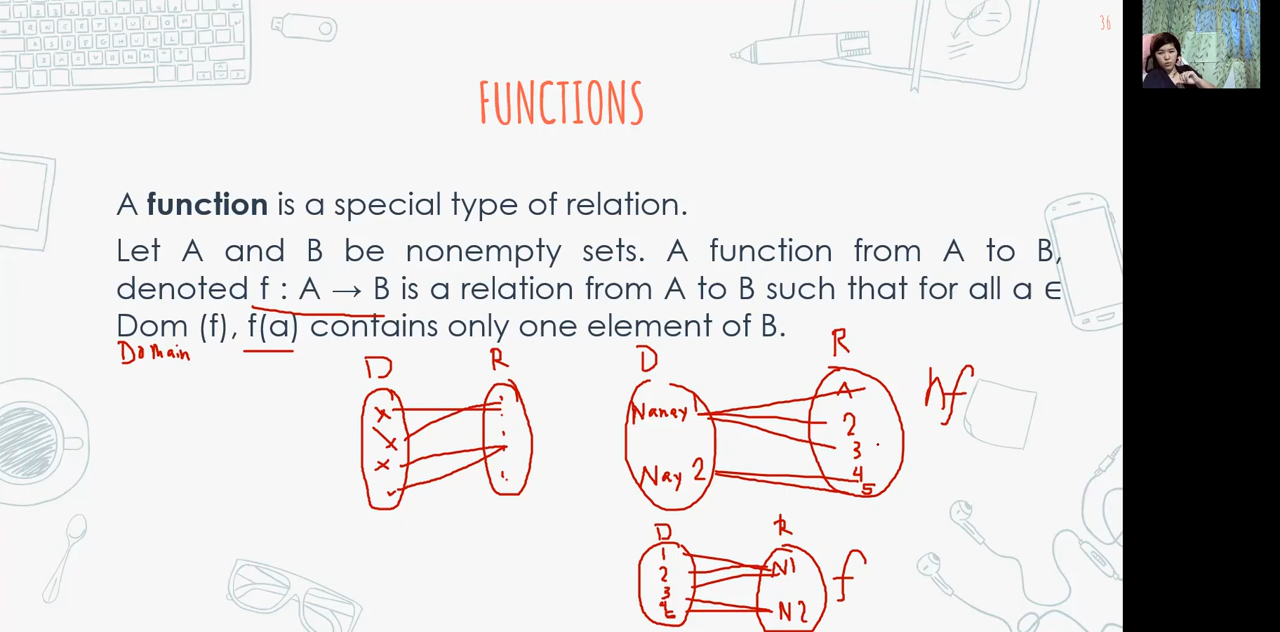 36
FUNCTIONS
A function is a special type of relation.
Let A and B be nonempty sets. A function from A to B,
denoted f : A → B is a relation from A to B such that for all a ∈
Dom (f), f(a) contains only one element of B.
Domain
D R
D R
Nanay 1
Nay 2
2
3
4
5
nf
D R
1
2
3
4
N1
N2
f